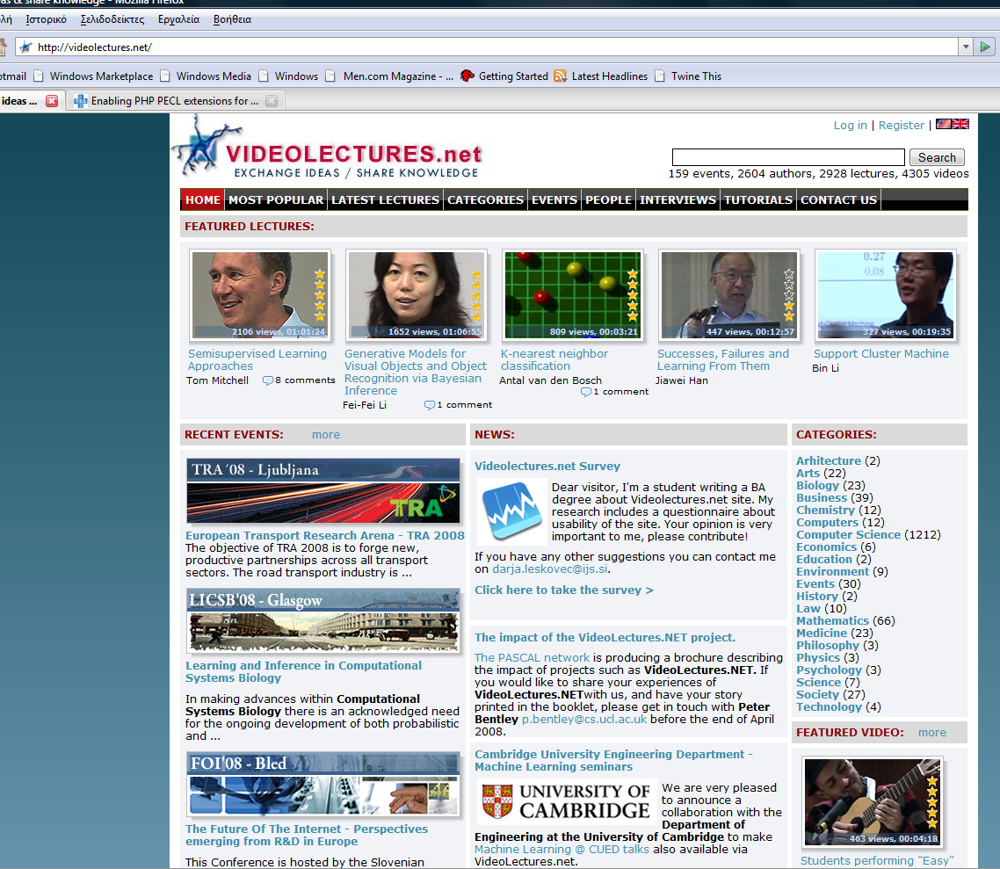 as & share knowledge - Mozilla Firefox
λή Ιστορικό Σελιδοδείκτες Εργαλεία Βοήθεια
http://videolectures.net/
otmail Windows Marketplace Windows Media Windows Men.com Magazine - ... Getting Started Latest Headlines Twine This
ideas ... Enabling PHP PECL extensions for ...
Log in | Register |
VIDEOLECTURES.net
EXCHANGE IDEAS / SHARE KNOWLEDGE
Search
159 events, 2604 authors, 2928 lectures, 4305 videos
HOME MOST POPULAR LATEST LECTURES CATEGORIES EVENTS PEOPLE INTERVIEWS TUTORIALS CONTACT US
FEATURED LECTURES:
2106 views, 01:01:24
Semisupervised Learning
Approaches
Tom Mitchell 8 comments
1652 views, 01:06:55
Generative Models for
Visual Objects and Object
Recognition via Bayesian
Inference
Fei-Fei Li 1 comment
809 views, 00:03:21
K-nearest neighbor
classification
Antal van den Bosch
1 comment
447 views, 00:12:57
Successes, Failures and
Learning From Them
Jiawei Han
0.27
0.08
327 views, 00:19:35
Support Cluster Machine
Bin Li
RECENT EVENTS: more
TRA ´08 - Ljubljana
TRA
European Transport Research Arena - TRA 2008
The objective of TRA 2008 is to forge new,
productive partnerships across all transport
sectors. The road transport industry is ...
LICSB'08 - Glasgow
Learning and Inference in Computational
Systems Biology
In making advances within Computational
Systems Biology there is an acknowledged need
for the ongoing development of both probabilistic
and ...
FOI'08 - Bled
The Future Of The Internet - Perspectives
emerging from R&D in Europe
This Conference is hosted by the Slovenian
NEWS:
Videolectures.net Survey
Dear visitor, I'm a student writing a BA
degree about Videolectures.net site. My
research includes a questionnaire about
usability of the site. Your opinion is very
important to me, please contribute!
If you have any other suggestions you can contact me
on darja.leskovec@ijs.si.
Click here to take the survey >
The impact of the VideoLectures.NET project.
The PASCAL network is producing a brochure describing
the impact of projects such as VideoLectures.NET. If
you would like to share your experiences of
VideoLectures.NETwith us, and have your story
printed in the booklet, please get in touch with Peter
Bentley p.bentley@cs.ucl.ac.uk before the end of April
2008.
Cambridge University Engineering Department -
Machine Learning seminars
UNIVERSITY OF
CAMBRIDGE
We are very pleased
to announce a
collaboration with the
Department of
Engineering at the University of Cambridge to make
Machine Learning @ CUED talks also available via
VideoLectures.net.
CATEGORIES:
Arhitecture (2)
Arts (22)
Biology (23)
Business (39)
Chemistry (12)
Computers (12)
Computer Science (1212)
Economics (6)
Education (2)
Environment (9)
Events (30)
History (2)
Law (10)
Mathematics (66)
Medicine (23)
Philosophy (3)
Physics (3)
Psychology (3)
Science (7)
Society (27)
Technology (4)
FEATURED VIDEO: more
463 views, 00:04:18
Students performing "Easy"